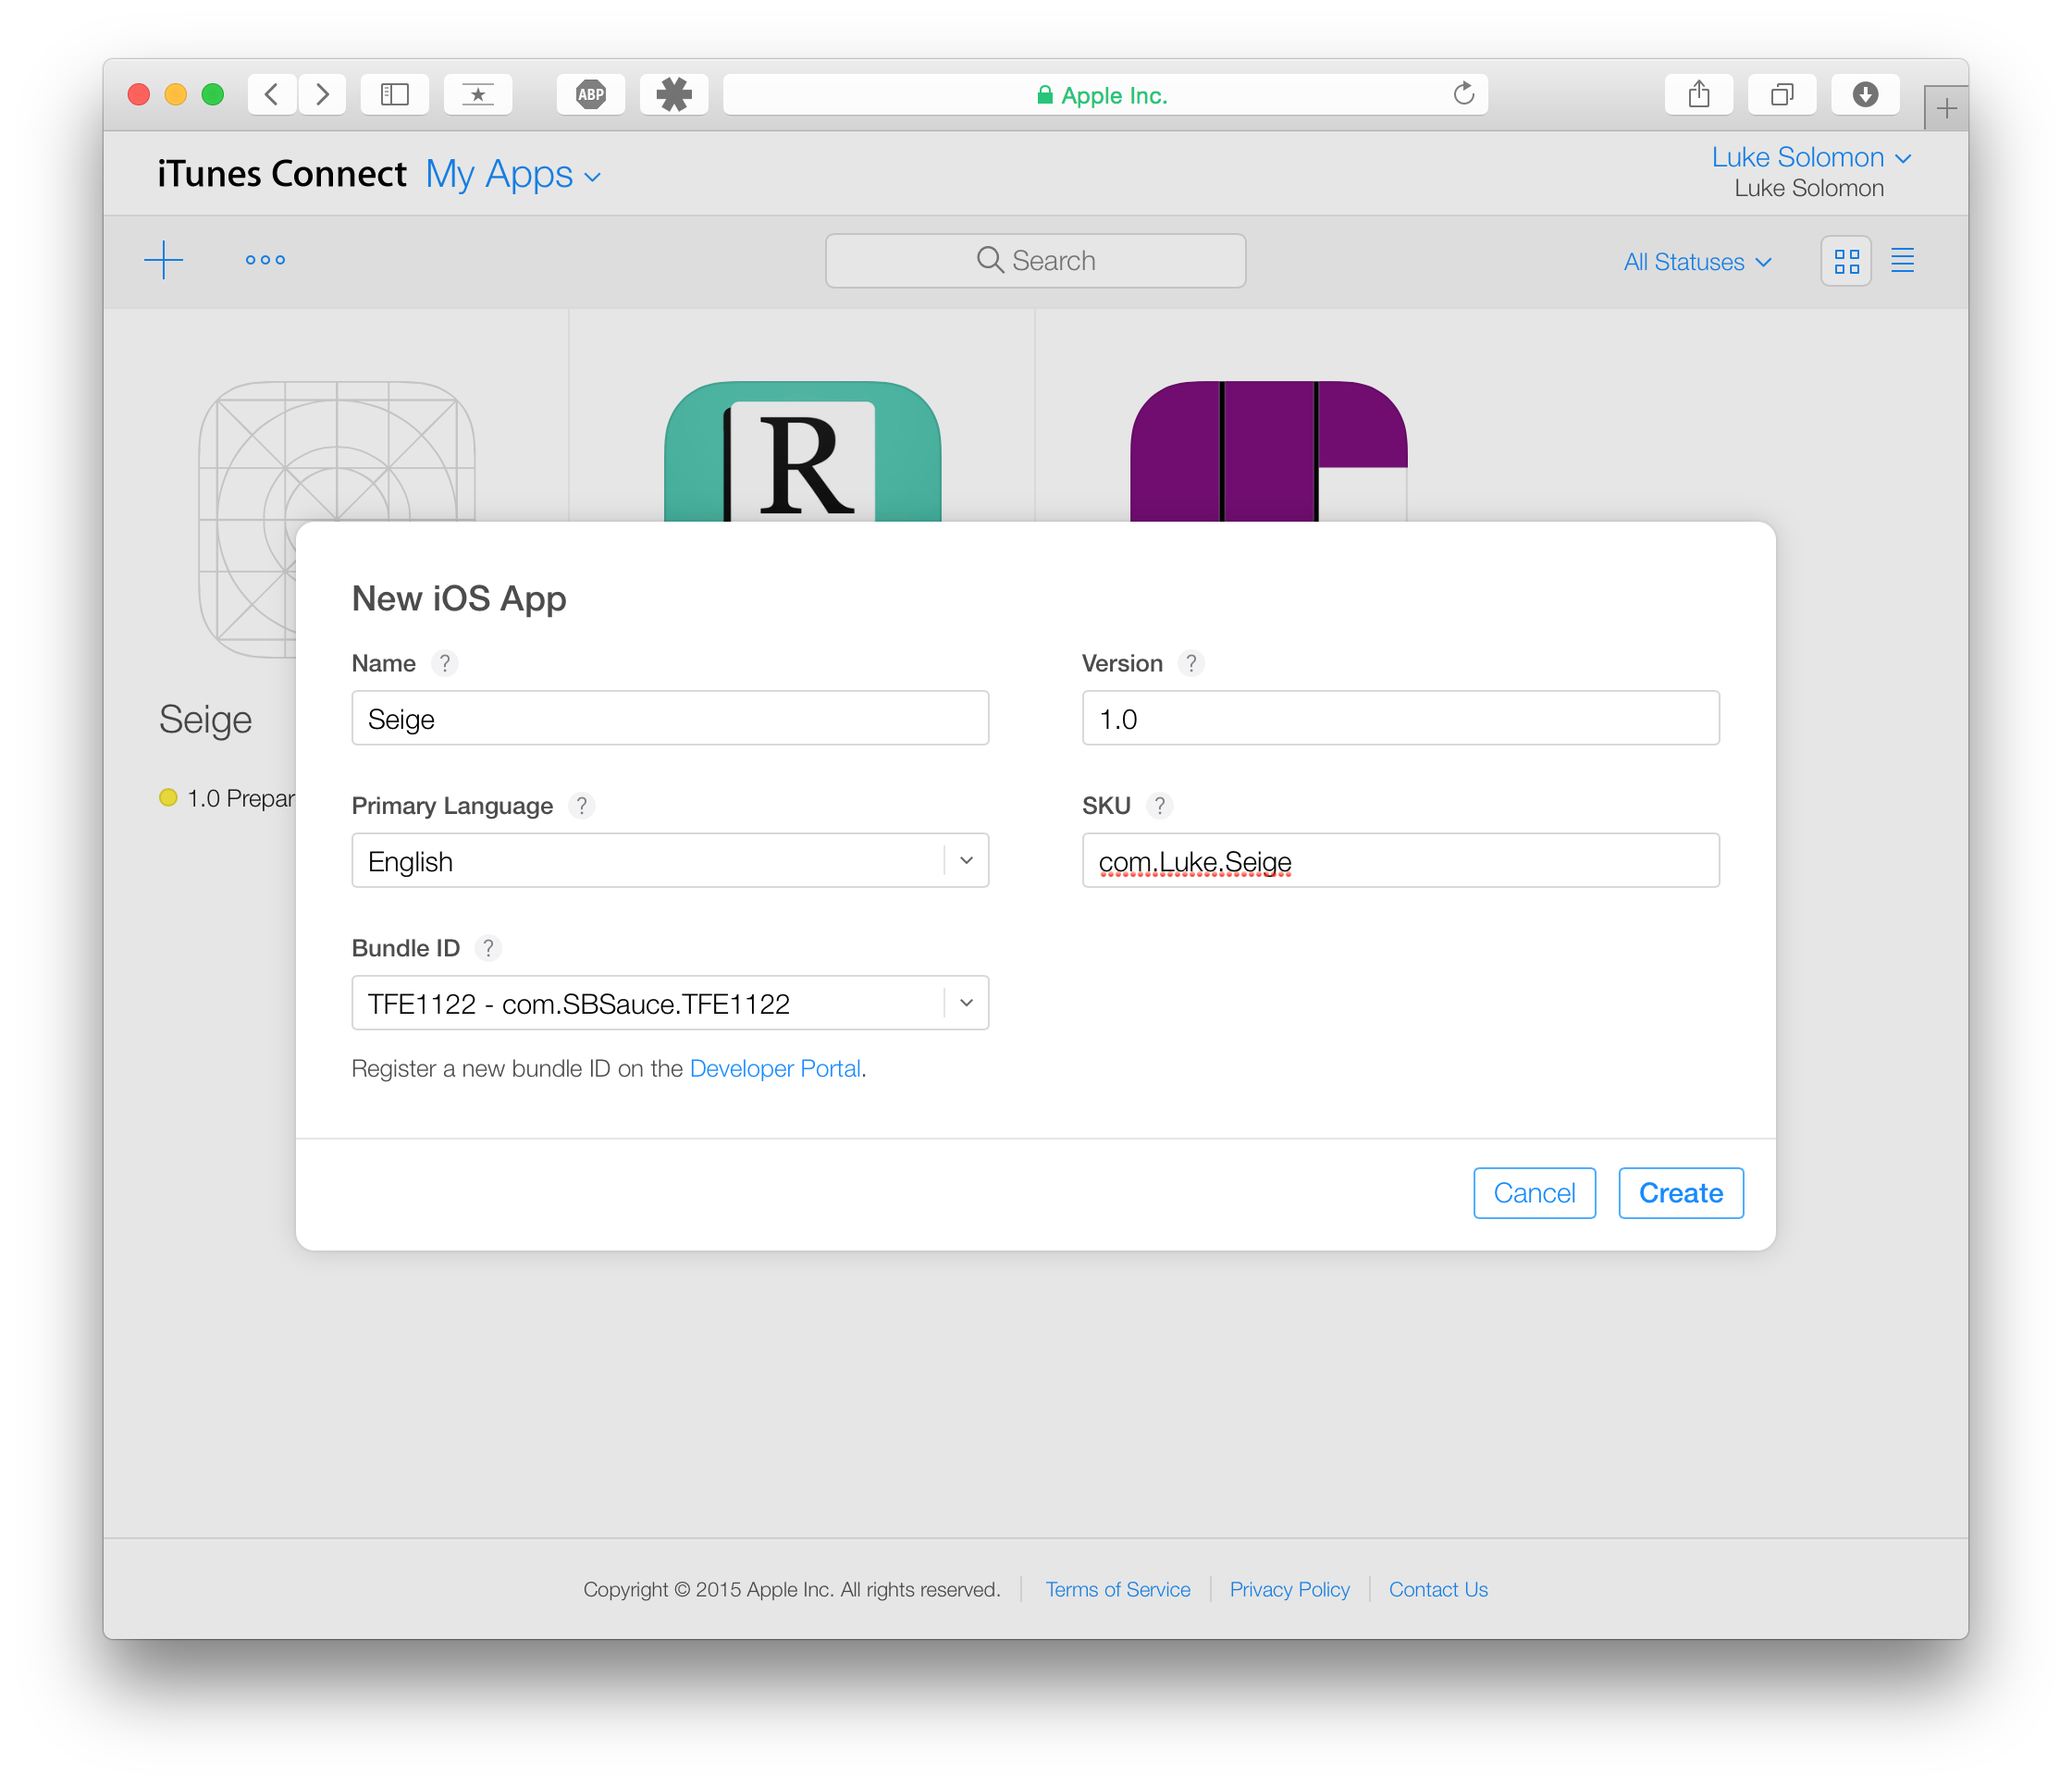 ABP
Apple Inc.
iTunes Connect My Apps
Luke Solomon
Luke Solomon
Search
All Statuses
R
New iOS App
Name ?
Version ?
Seige
1.0
Seige
1.0 Prepar
Primary Language ?
SKU ?
English
com.Luke.Seige
Bundle ID ?
TFE1122 - com.SBSauce.TFE1122
Register a new bundle ID on the Developer Portal.
Cancel
Create
Copyright © 2015 Apple Inc. All rights reserved.
Terms of Service
Privacy Policy
Contact Us